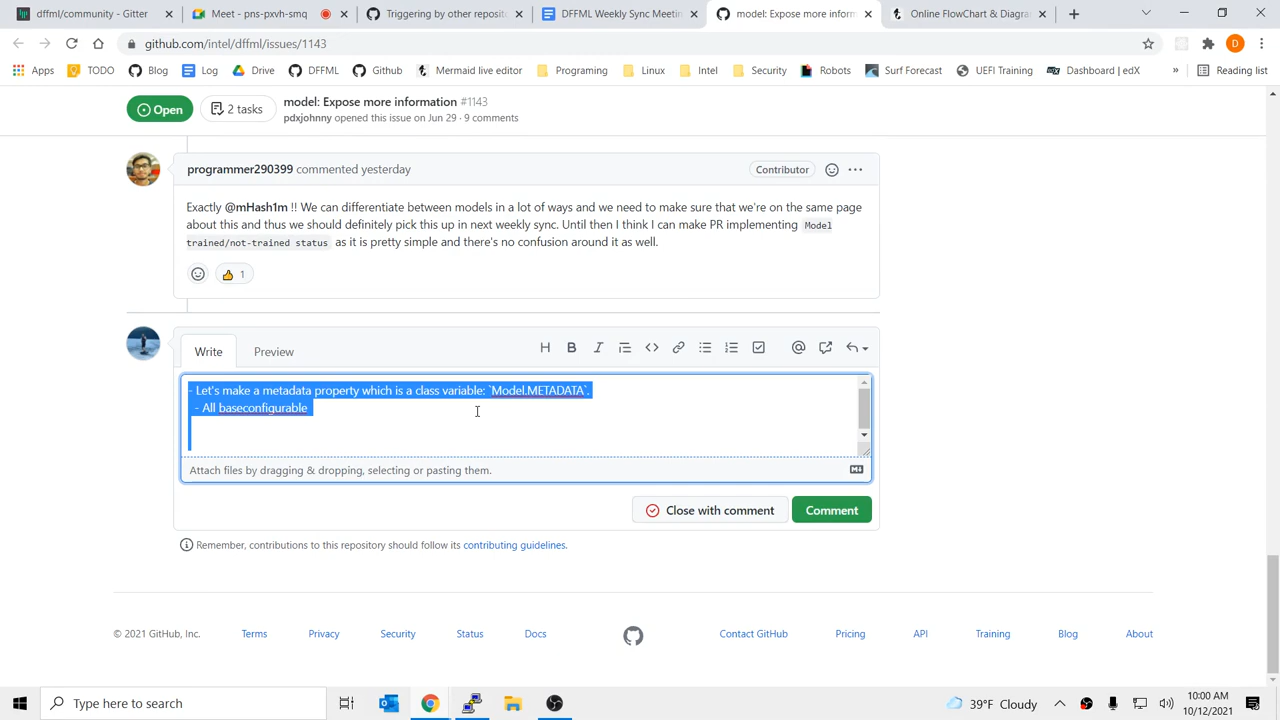 dffml/community - Gitter
Meet - pns-pxvh-smq
Triggering by other reposito
DFFML Weekly Sync Meetin
model: Expose more inform
Online FlowChart & Diagra
github.com/intel/dffml/issues/1143
D
Apps
TODO
Blog
Log
Drive
DFFML
Github
Mermaid live editor
Programing
Linux
Intel
Security
Robots
Surf Forecast
UEFI Training
edX
Dashboard | edX
»
Reading list
Open
2 tasks
model: Expose more information #1143
pdxjohnny opened this issue on Jun 29 · 9 comments
programmer290399 commented yesterday
Contributor
Exactly @mHash1m !! We can differentiate between models in a lot of ways and we need to make sure that we're on the same page
about this and thus we should definitely pick this up in next weekly sync. Until then I think I can make PR implementing Model
trained/not-trained status as it is pretty simple and there's no confusion around it as well.
1
Write
Preview
- Let's make a metadata property which is a class variable: `Model.METADATA`.
- All baseconfigurable
Attach files by dragging & dropping, selecting or pasting them.
Close with comment
Comment
Remember, contributions to this repository should follow its contributing guidelines.
© 2021 GitHub, Inc.
Terms
Privacy
Security
Status
Docs
Contact GitHub
Pricing
API
Training
Blog
About
Type here to search
39°F Cloudy
10:00 AM
10/12/2021